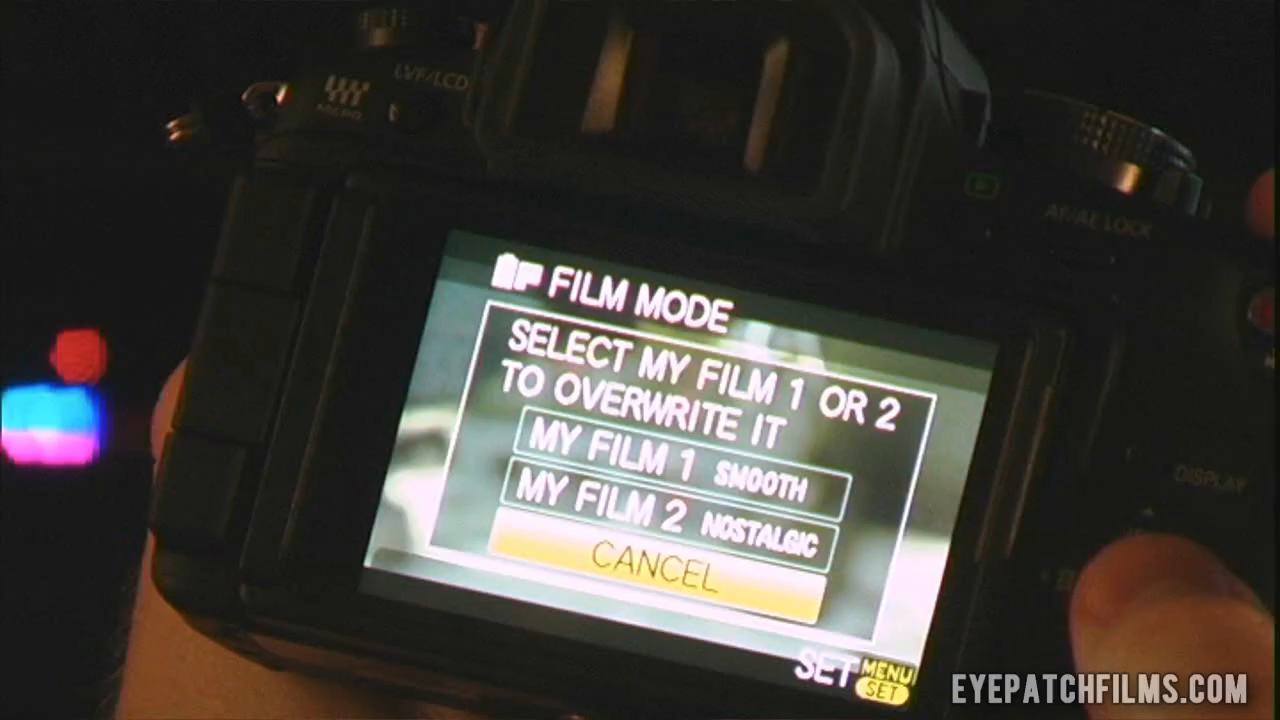 LVF/LCD
AF/AE LOCK
FILM MODE
SELECT MY FILM 1 OR 2
TO OVERWRITE IT
MY FILM 1 SMOOTH
MY FILM 2 NOSTALGIC
CANCEL
DISPLAY
SET MENU
SET
EYEPATCHFILMS.COM